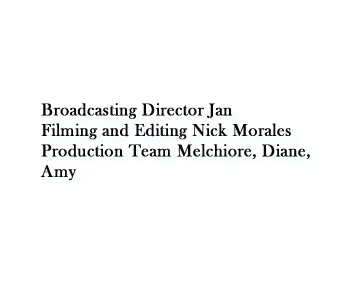 Broadcasting Director Jan
Filming and Editing Nick Morales
Production Team Melchiore, Diane,
Amy